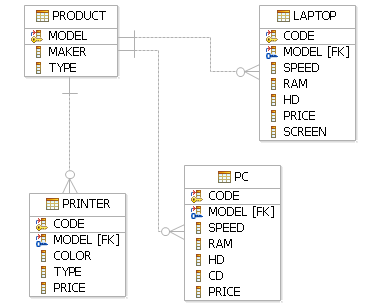 PRODUCT
MODEL
MAKER
TYPE
LAPTOP
CODE
MODEL [FK]
SPEED
RAM
HD
PRICE
SCREEN
PRINTER
CODE
MODEL [FK]
COLOR
TYPE
PRICE
PC
CODE
MODEL [FK]
SPEED
RAM
HD
CD
PRICE